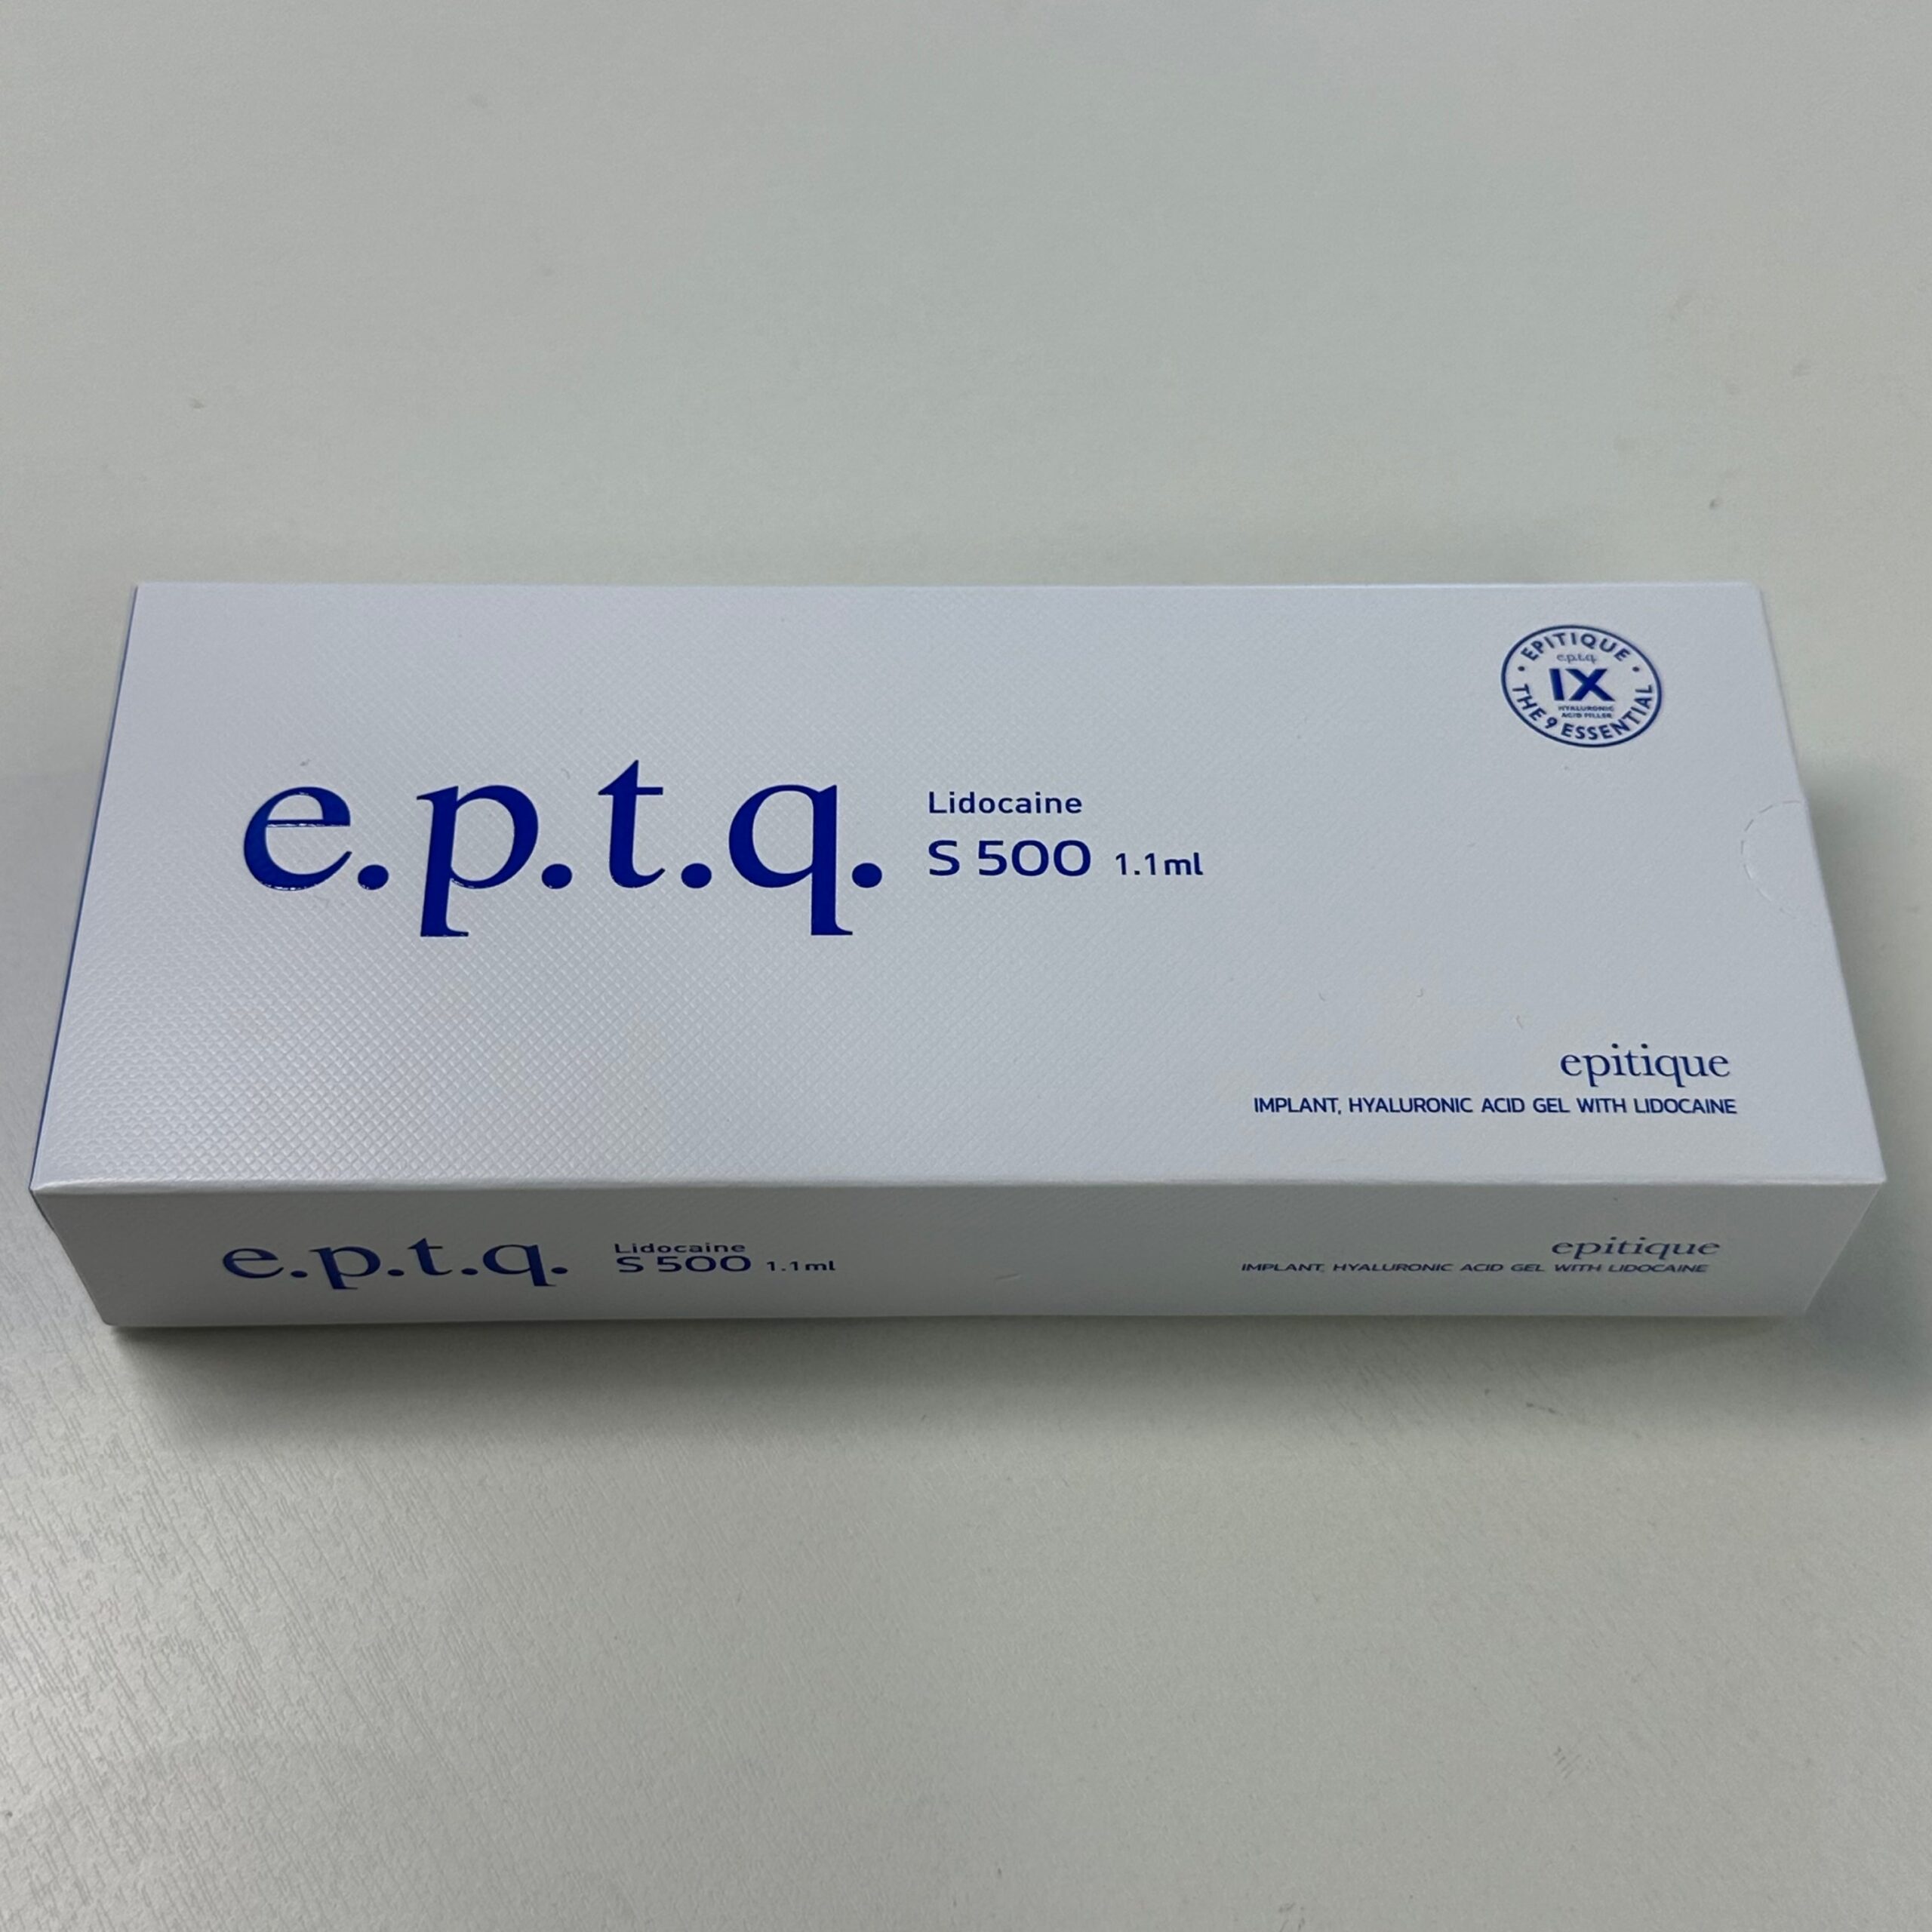 EPITIQUE
e.p.t.q.
IX
HYALURONIC
ACID FILLER
THE 9 ESSENTIAL
e.p.t.q.
Lidocaine
S 500 1.1ml
epitique
IMPLANT, HYALURONIC ACID GEL WITH LIDOCAINE
e.p.t.q.
Lidocaine
S 500 1.1ml
epitique
IMPLANT, HYALURONIC ACID GEL WITH LIDOCAINE